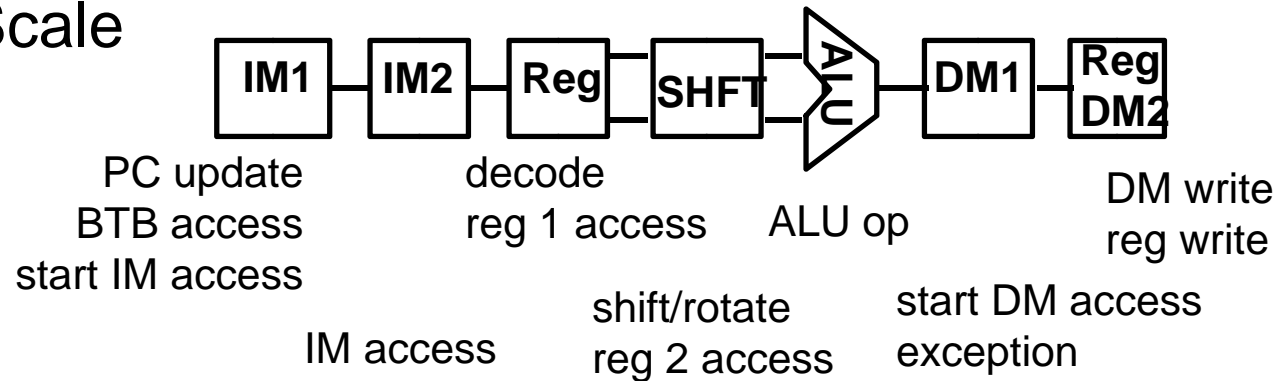 IM1
IM2
Reg
SHFT
ALU
DM1
Reg
DM2
PC update
BTB access
start IM access
IM access
decode
reg 1 access
shift/rotate
reg 2 access
ALU op
start DM access
exception
DM write
reg write